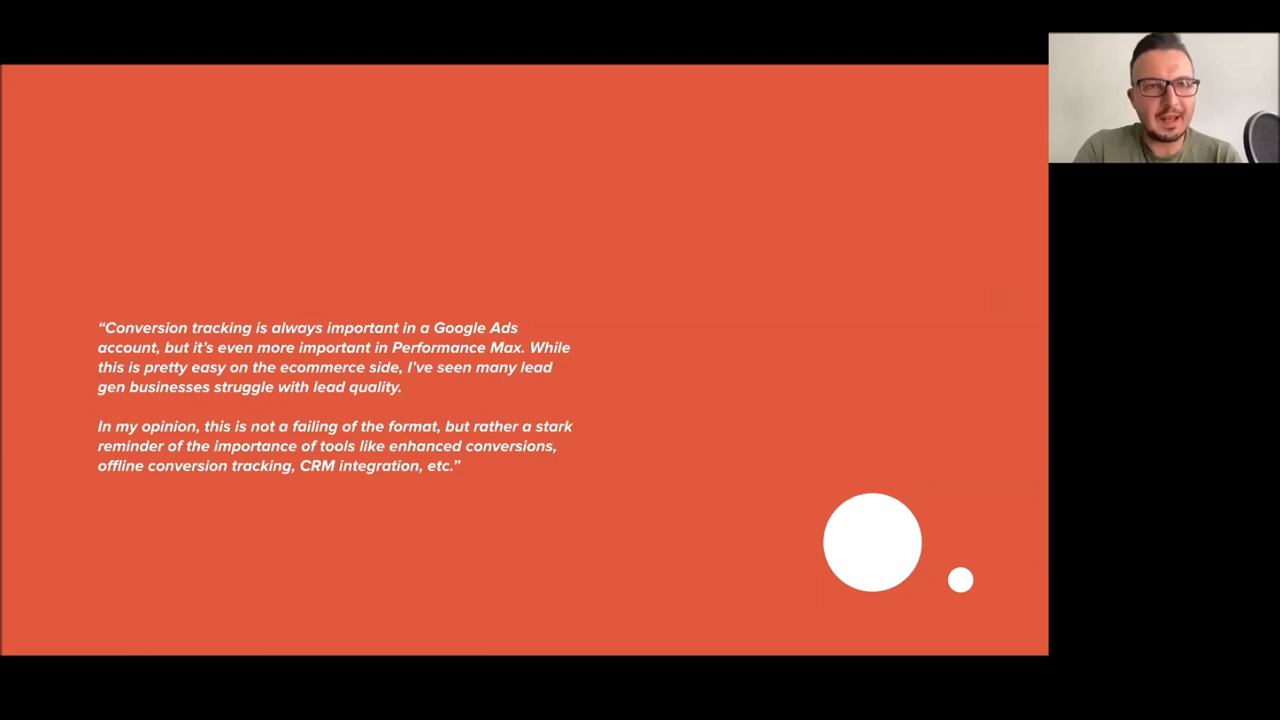 “Conversion tracking is always important in a Google Ads
account, but it’s even more important in Performance Max. While
this is pretty easy on the ecommerce side, I’ve seen many lead
gen businesses struggle with lead quality.
In my opinion, this is not a failing of the format, but rather a stark
reminder of the importance of tools like enhanced conversions,
offline conversion tracking, CRM integration, etc.”